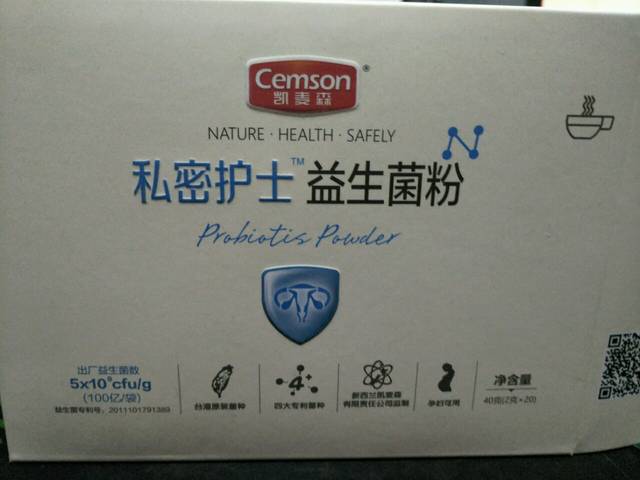 Cemson®
凯麦森
NATURE · HEALTH · SAFELY
私密护士™ 益生菌粉
Probiotis Powder
出厂益生菌数
5x10⁹cfu/g
(100亿/袋)
益生菌专利号：2011101791389
台湾原装菌种
4
四大专利菌种
新西兰凯麦森
有限责任公司监制
孕妇可用
净含量
40克(2克×20)